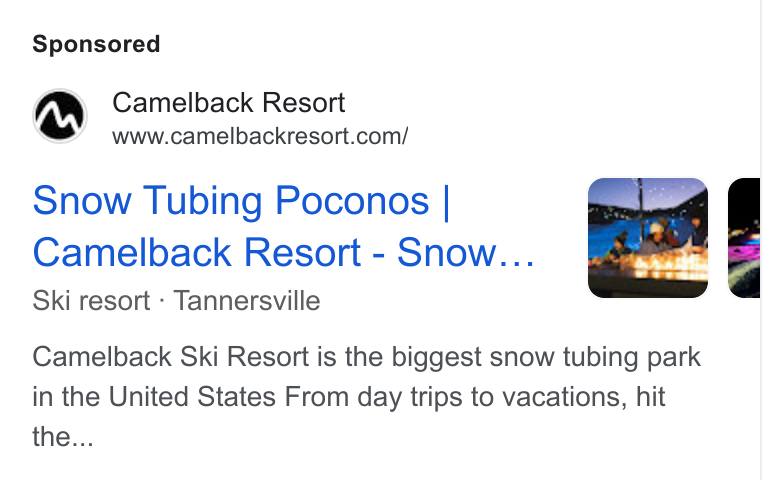 Sponsored
Camelback Resort
www.camelbackresort.com/
Snow Tubing Poconos |
Camelback Resort - Snow...
Ski resort · Tannersville
Camelback Ski Resort is the biggest snow tubing park
in the United States From day trips to vacations, hit
the...